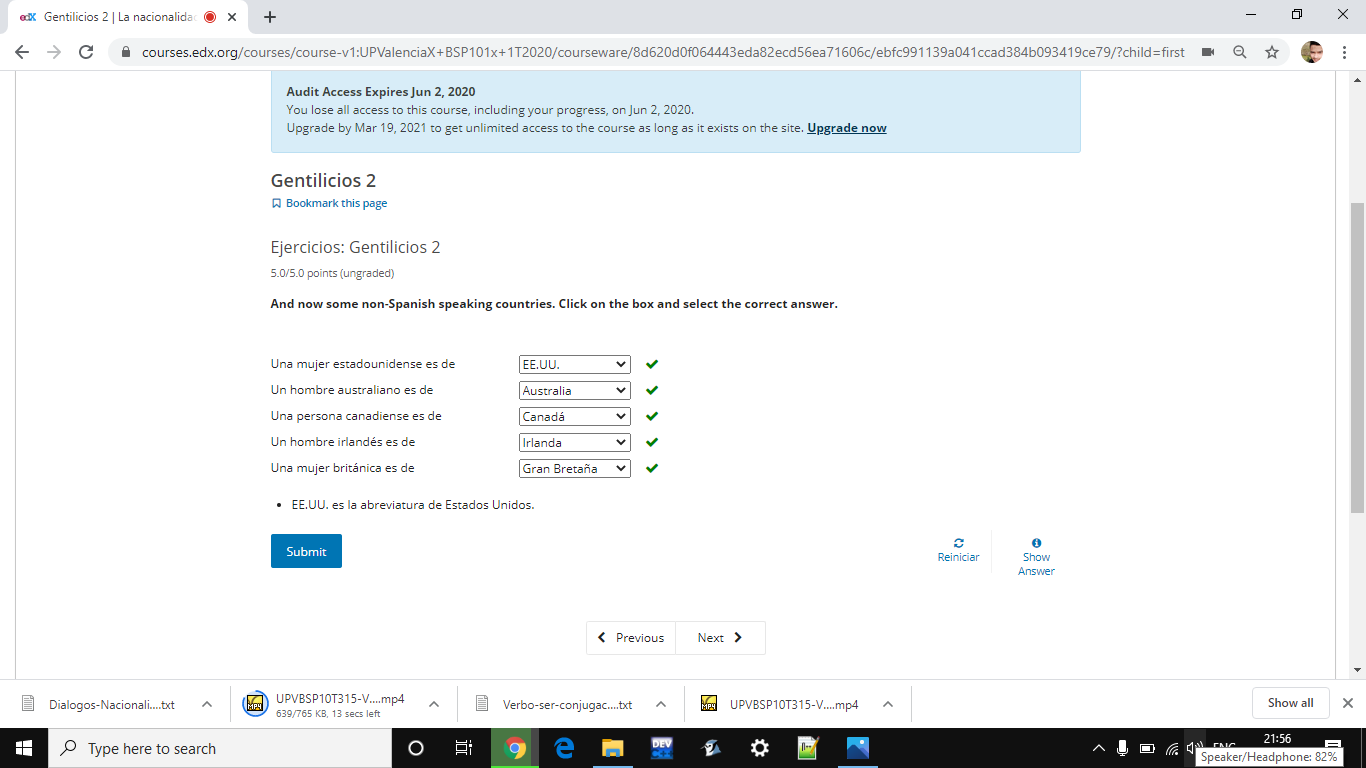 edX Gentilicios 2 | La nacionalida
courses.edx.org/courses/course-v1:UPValenciaX+BSP101x+1T2020/courseware/8d620d0f064443eda82ecd56ea71606c/ebfc991139a041ccad384b093419ce79/?child=first
Audit Access Expires Jun 2, 2020
You lose all access to this course, including your progress, on Jun 2, 2020.
Upgrade by Mar 19, 2021 to get unlimited access to the course as long as it exists on the site. Upgrade now
Gentilicios 2
Bookmark this page
Ejercicios: Gentilicios 2
5.0/5.0 points (ungraded)
And now some non-Spanish speaking countries. Click on the box and select the correct answer.
Una mujer estadounidense es de EE.UU.
Un hombre australiano es de Australia
Una persona canadiense es de Canadá
Un hombre irlandés es de Irlanda
Una mujer británica es de Gran Bretaña
• EE.UU. es la abreviatura de Estados Unidos.
Submit
Reiniciar
Show
Answer
Previous Next
Dialogos-Nacionali....txt
UPVBSP10T315-V....mp4
639/765 KB, 13 secs left
Verbo-ser-conjugac....txt
UPVBSP10T315-V....mp4
Show all
Type here to search
DEV
21:56
Speaker/Headphone: 82%